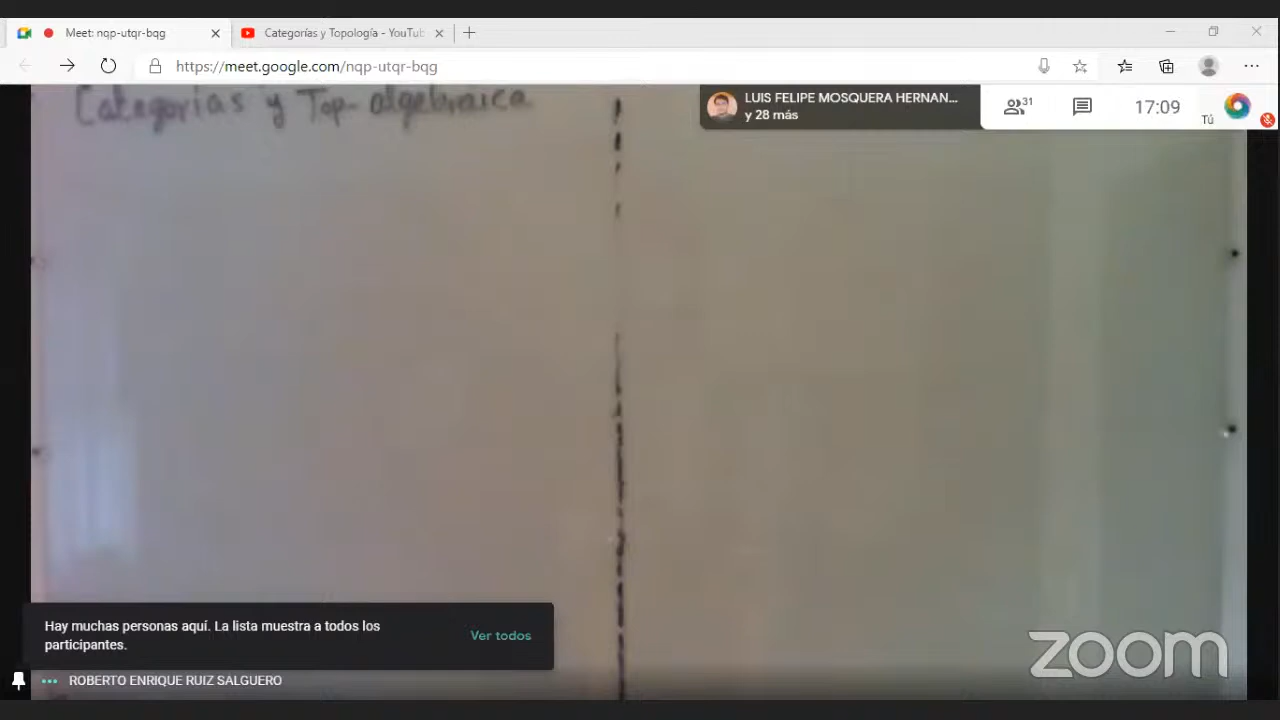 Meet: nqp-utqr-bqg
Categorías y Topología - YouTub
https://meet.google.com/nqp-utqr-bqg
Categorías y Top- algebraica
LUIS FELIPE MOSQUERA HERNAN...
y 28 más
31
17:09
Tú
Hay muchas personas aquí. La lista muestra a todos los
participantes.
Ver todos
ROBERTO ENRIQUE RUIZ SALGUERO
zoom